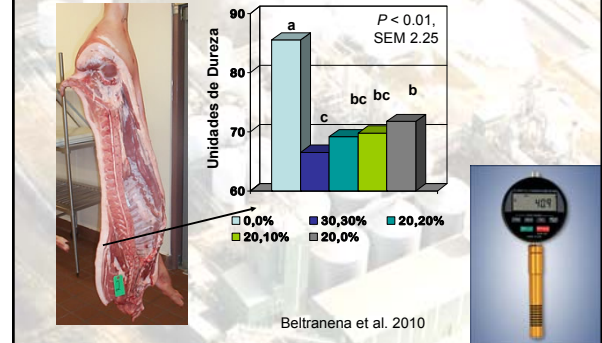 90
80
70
60
Unidades de Dureza
a
c
bc
bc
b
P < 0.01,
SEM 2.25
0,0%
30,30%
20,20%
20,10%
20,0%
Beltranena et al. 2010